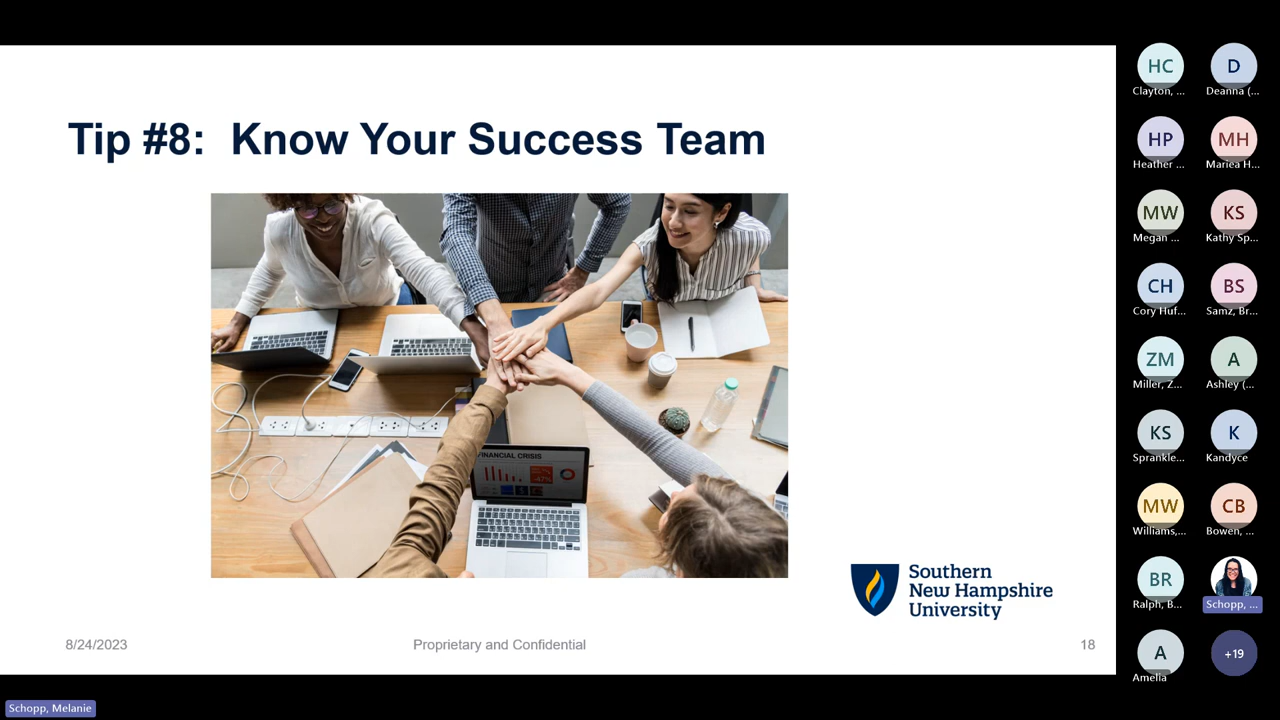 Tip #8:  Know Your Success Team
FINANCIAL CRISIS
-47%
Southern
New Hampshire
University
8/24/2023
Proprietary and Confidential
18
HC
Clayton, ...
D
Deanna (...
HP
Heather ...
MH
Mariea H...
MW
Megan ...
KS
Kathy Sp...
CH
Cory Huf...
BS
Samz, Br...
ZM
Miller, Z...
A
Ashley (...
KS
Sprankle...
K
Kandyce
MW
Williams,...
CB
Bowen, ...
BR
Ralph, B...
Schopp, ...
A
Amelia
+19
Schopp, Melanie